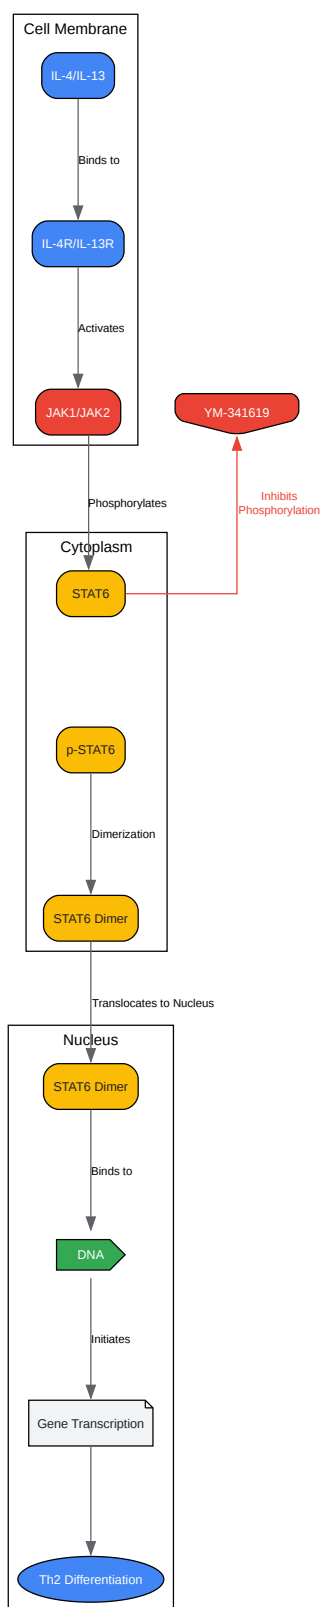 Cell Membrane
IL-4/IL-13
Binds to
IL-4R/IL-13R
Activates
JAK1/JAK2
YM-341619
Phosphorylates
Inhibits
Phosphorylation
Cytoplasm
STAT6
p-STAT6
Dimerization
STAT6 Dimer
Translocates to Nucleus
Nucleus
STAT6 Dimer
Binds to
DNA
Initiates
Gene Transcription
Th2 Differentiation